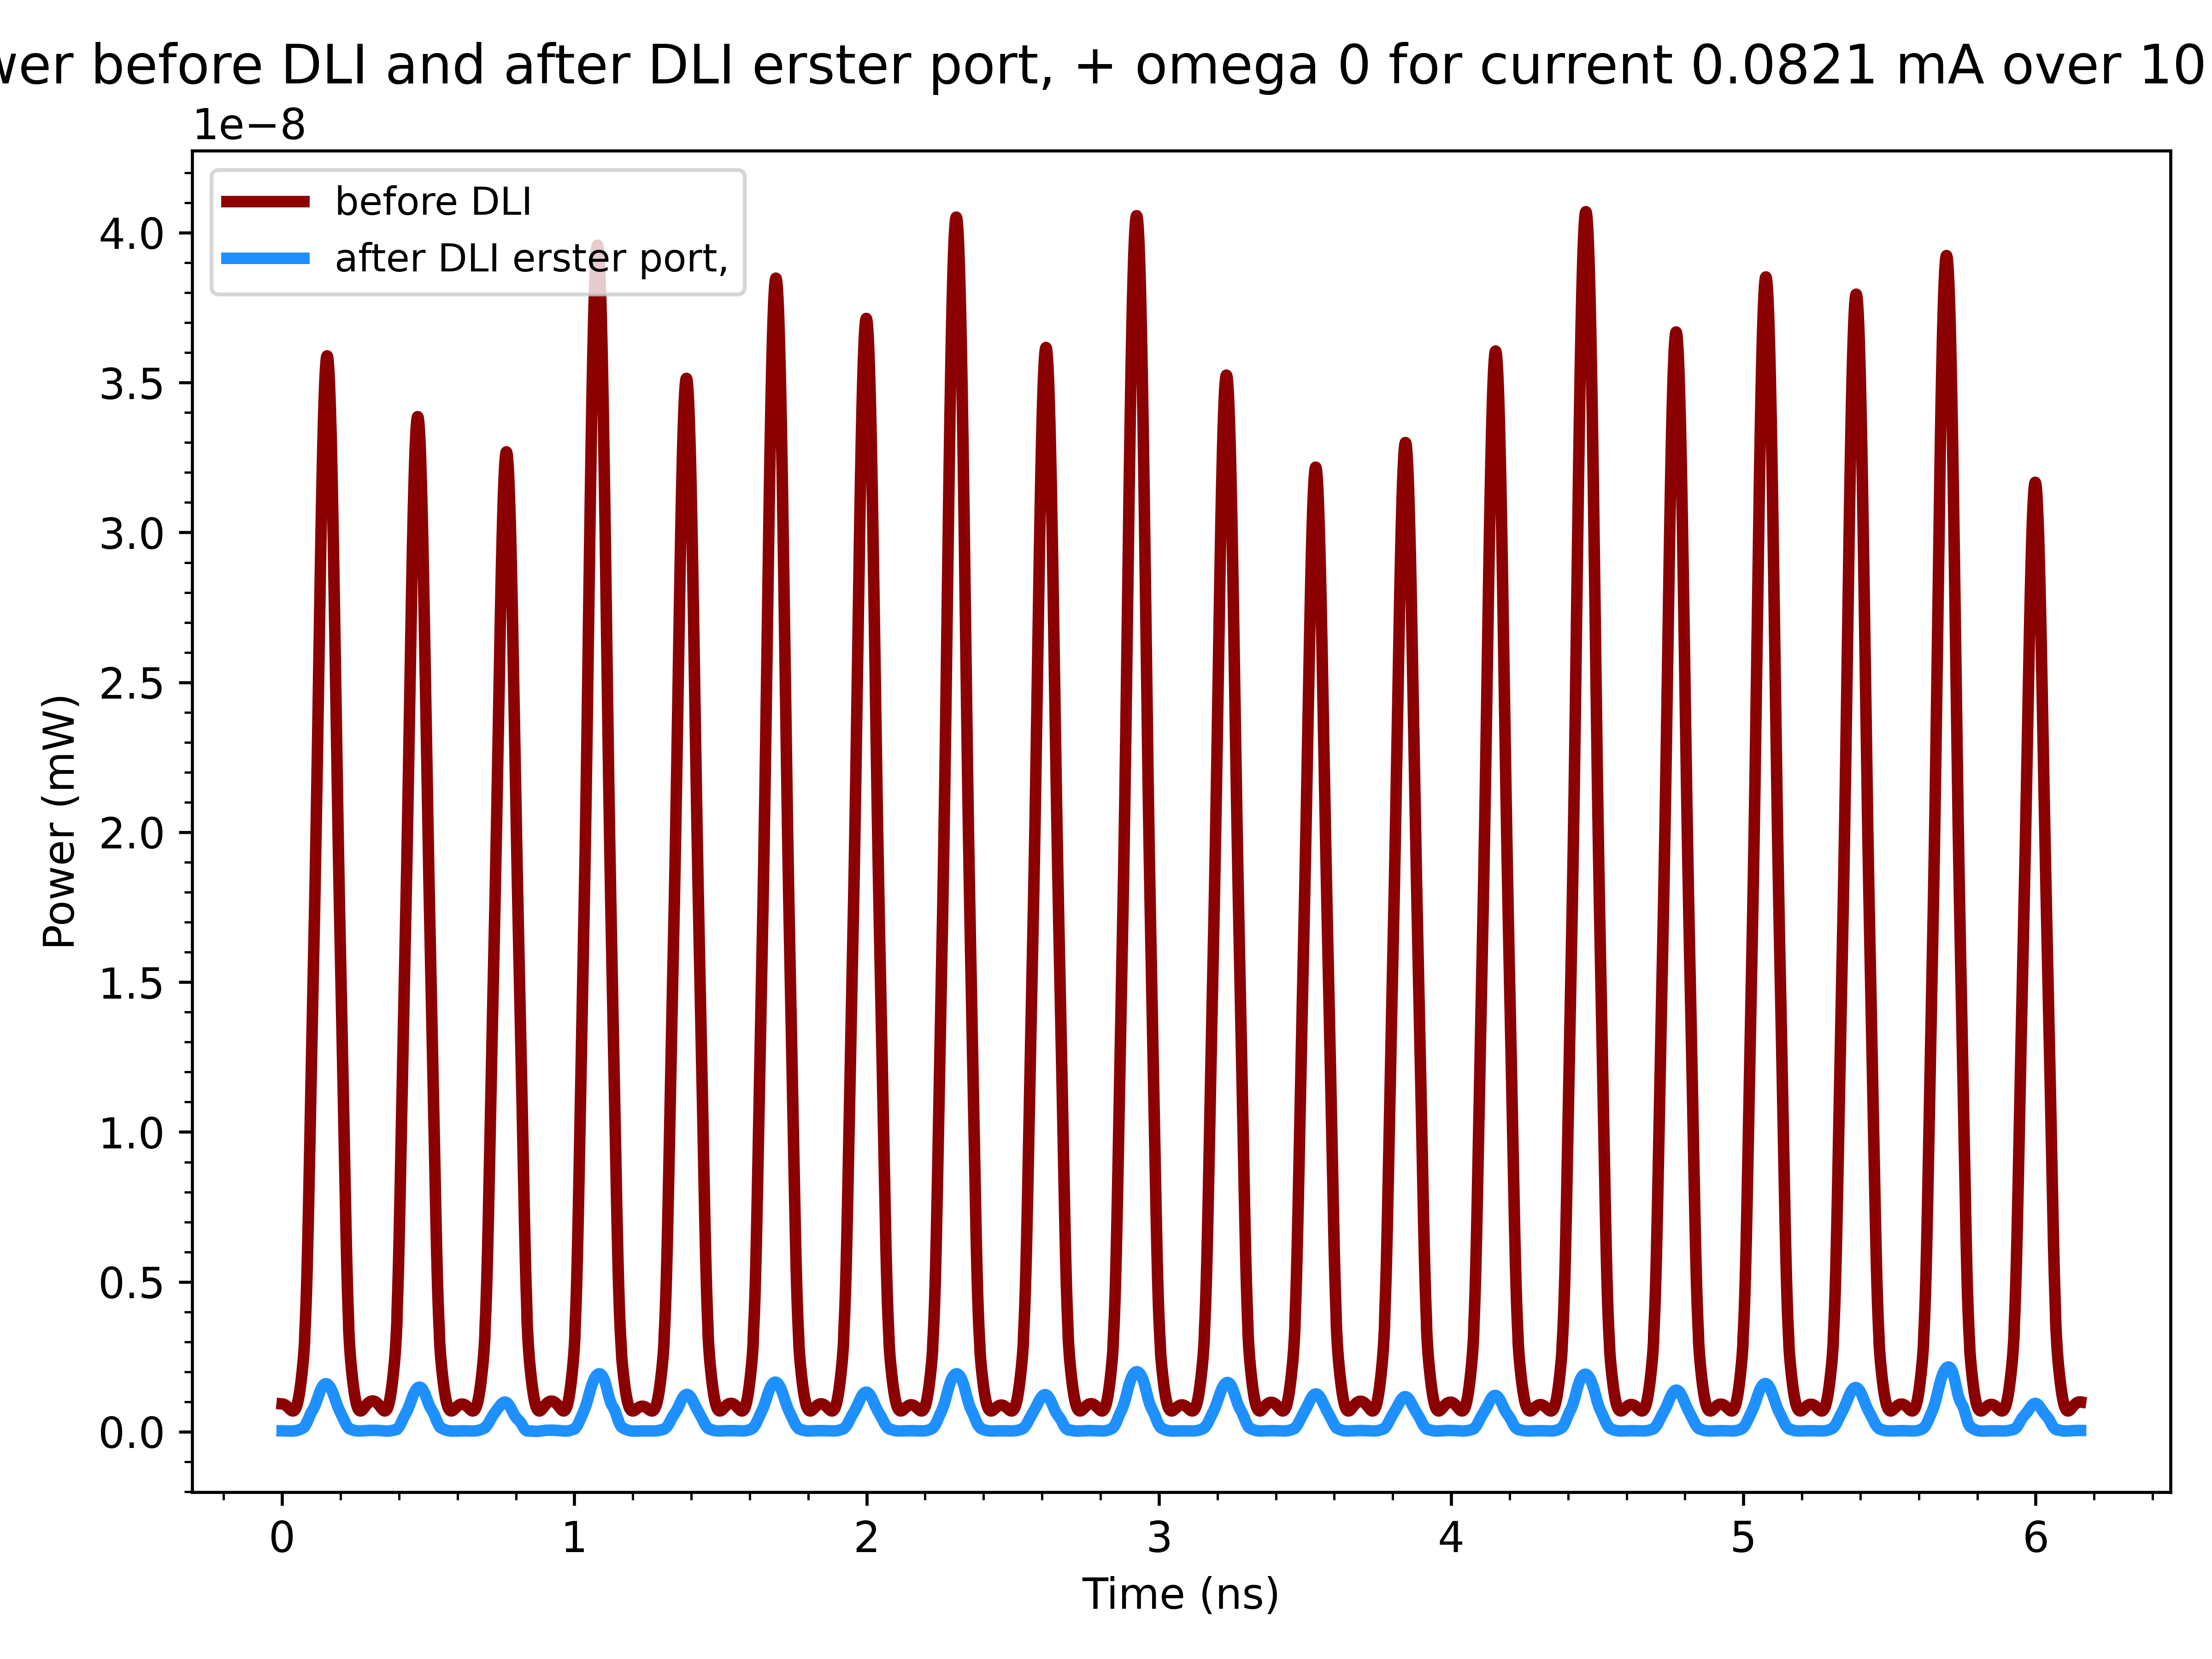 before DLI and after DLI erster port, + omega 0 for current 0.0821 mA over 10
1e−8
before DLI
after DLI erster port,
4.0
3.5
3.0
2.5
2.0
1.5
1.0
0.5
0.0
Power (mW)
0 1 2 3 4 5 6
Time (ns)